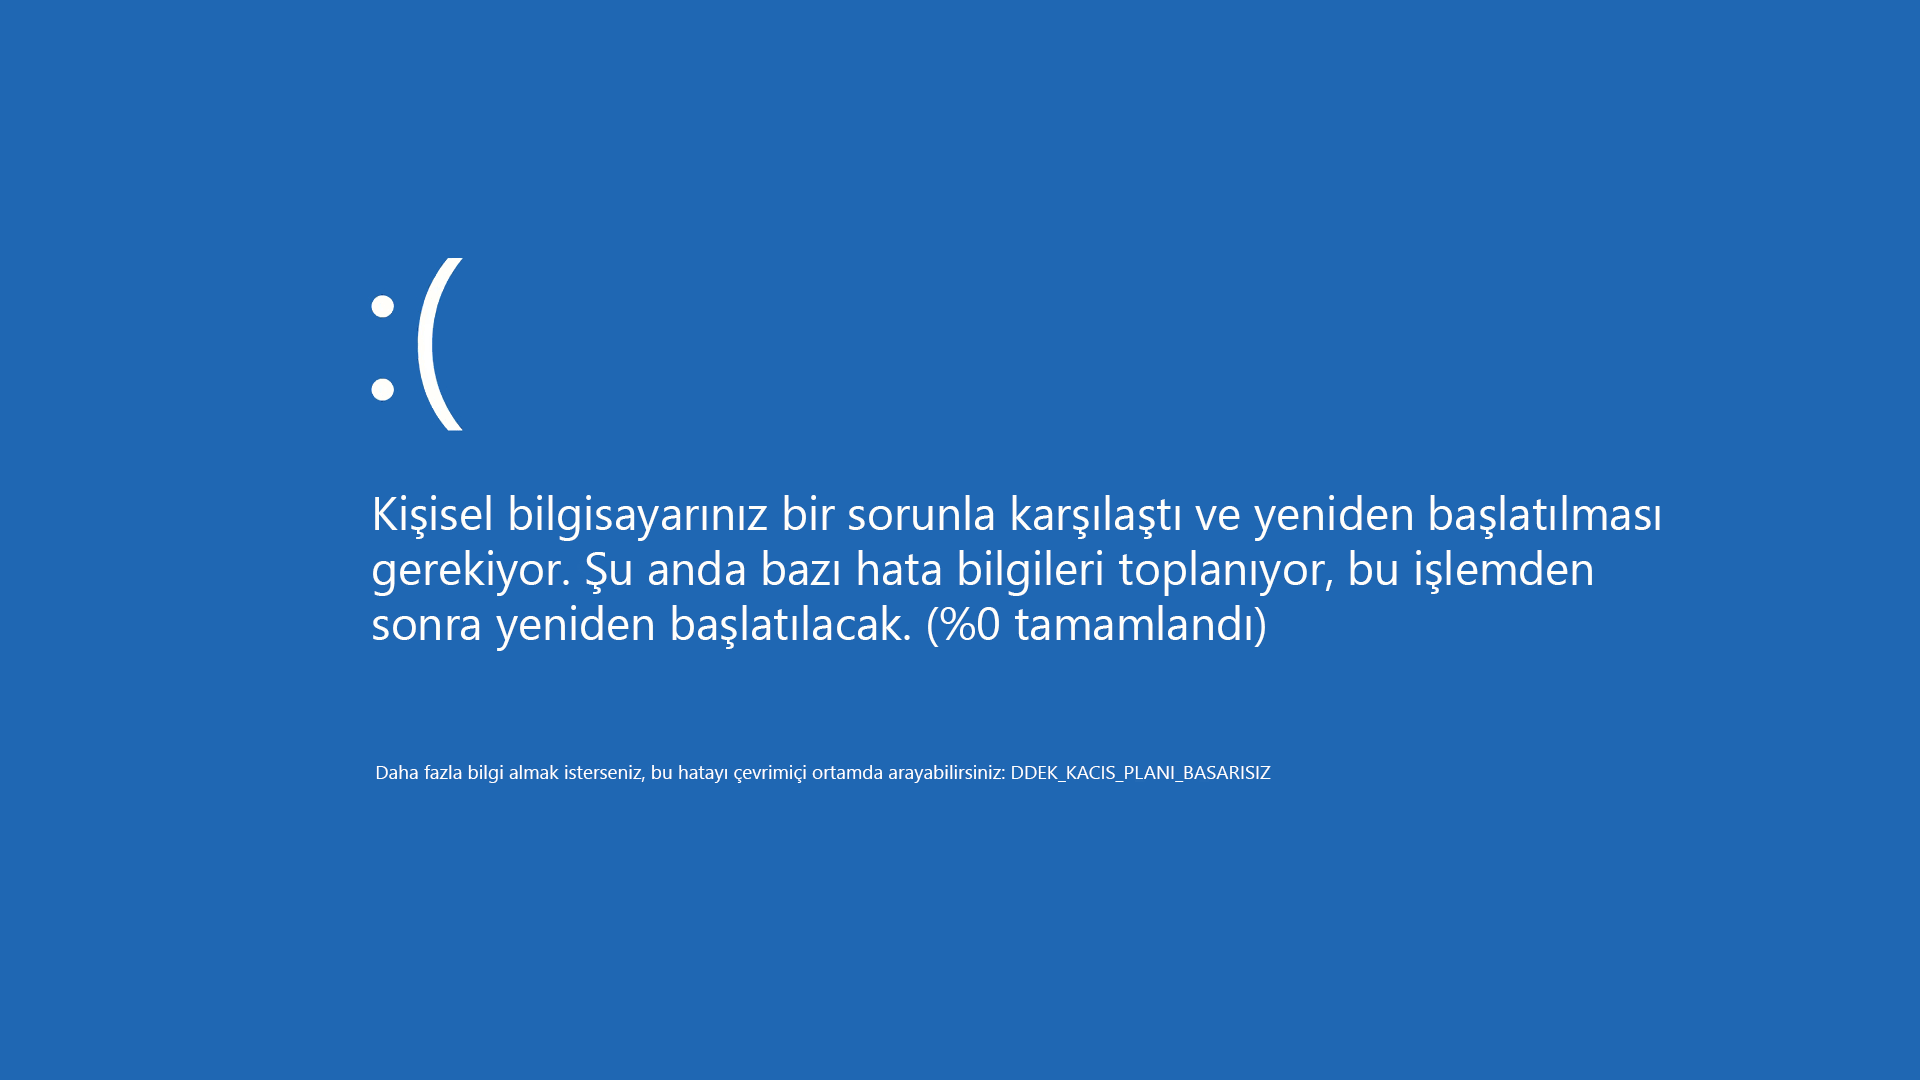 :(
Kişisel bilgisayarınız bir sorunla karşılaştı ve yeniden başlatılması
gerekiyor. Şu anda bazı hata bilgileri toplanıyor, bu işlemden
sonra yeniden başlatılacak. (%0 tamamlandı)
Daha fazla bilgi almak isterseniz, bu hatayı çevrimiçi ortamda arayabilirsiniz: DDEK_KACIS_PLANI_BASARISIZ